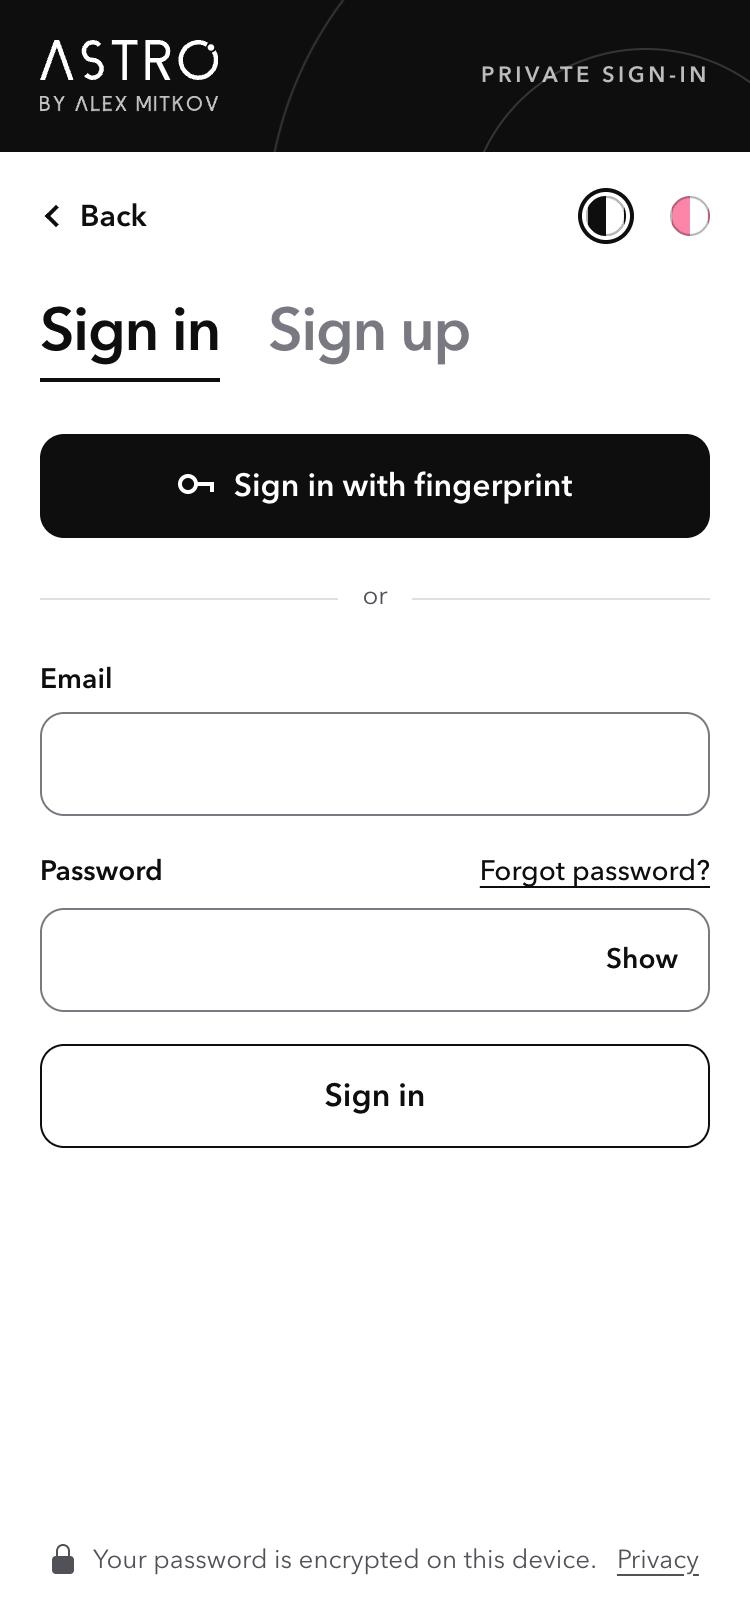 ASTRO
BY ALEX MITKOV
PRIVATE SIGN-IN
Back
Sign in Sign up
Sign in with fingerprint
or
Email
Password Forgot password?
Show
Sign in
Your password is encrypted on this device. Privacy